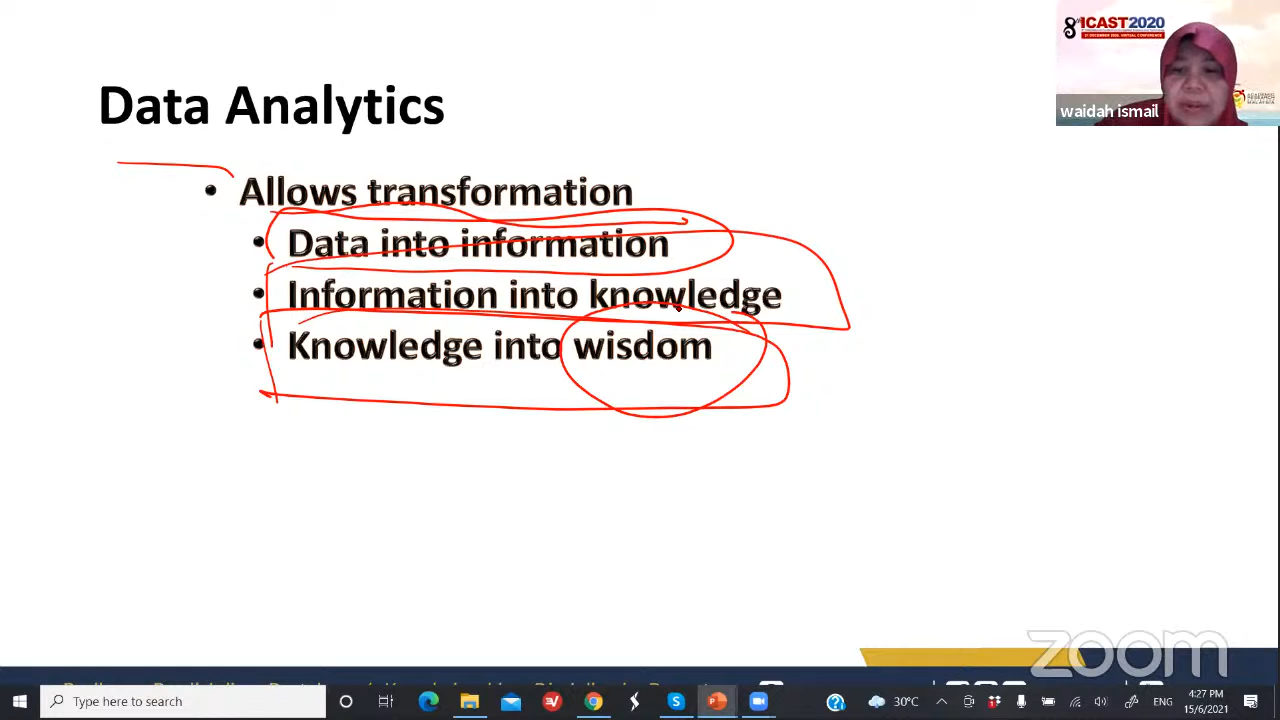 8th ICAST2020
waidah ismail
Data Analytics
• Allows transformation
• Data into information
• Information into knowledge
• Knowledge into wisdom
zoom
Type here to search
30°C
ENG
4:27 PM
15/6/2021